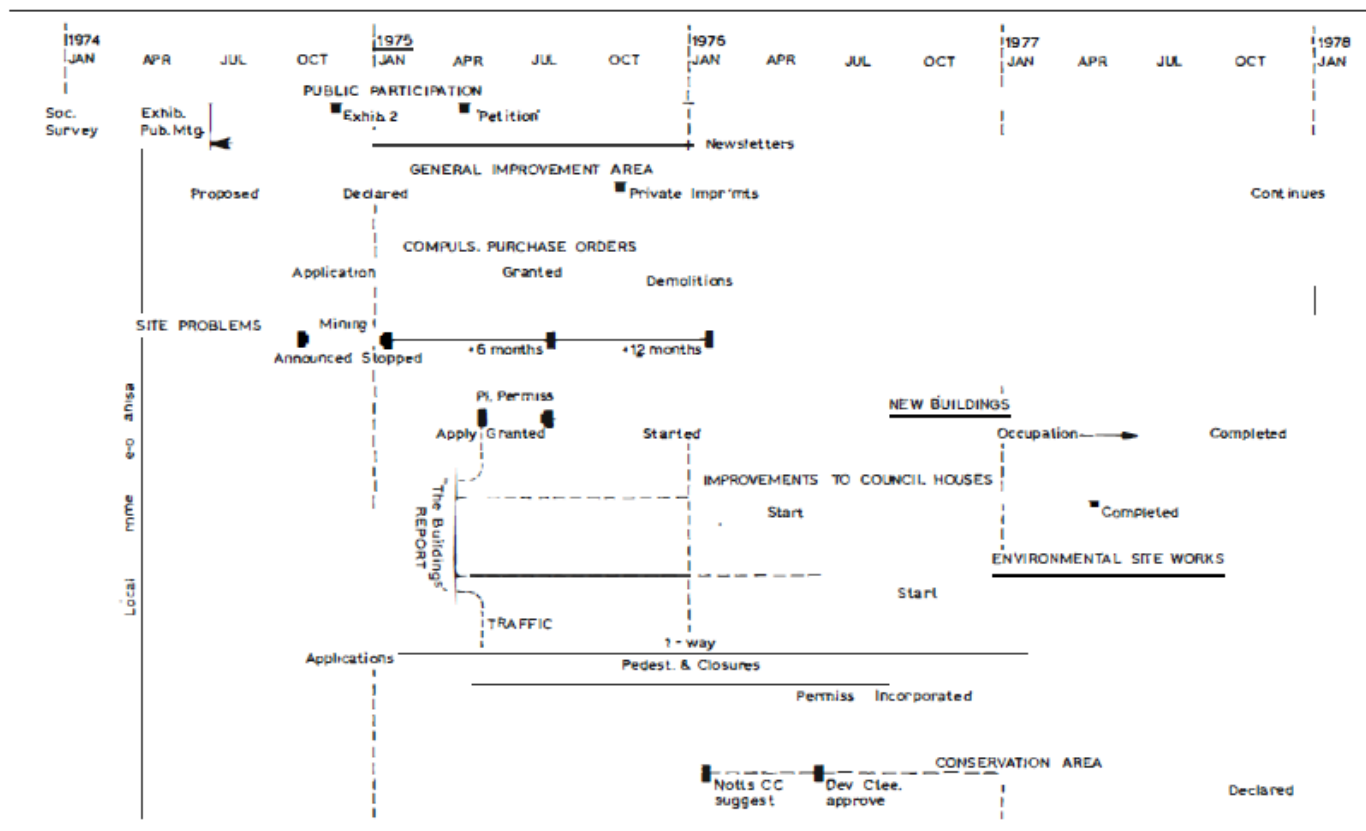 1974 1975 1976 1977 1978
JAN APR JUL OCT JAN APR JUL OCT JAN APR JUL OCT JAN APR JUL OCT JAN
PUBLIC PARTICIPATION
Soc. Exhib. Exhib. 2 'Petition'
Survey Pub. Mtg.
Newsletters
GENERAL IMPROVEMENT AREA
Proposed Declared Private Impr'mts Continues
COMPULS. PURCHASE ORDERS
Application Granted Demolitions
SITE PROBLEMS Mining
Announced Stopped +6 months +12 months
Pl. Permiss
NEW BUILDINGS
Apply Granted Started Occupation Completed
IMPROVEMENTS TO COUNCIL HOUSES
Start Completed
"The Buildings'
REPORT
ENVIRONMENTAL SITE WORKS
Start
TRAFFIC
1-way
Applications
Pedest. & Closures
Permiss Incorporated
CONSERVATION AREA
Notts CC Dev Ctee.
suggest approve
Declared
Local